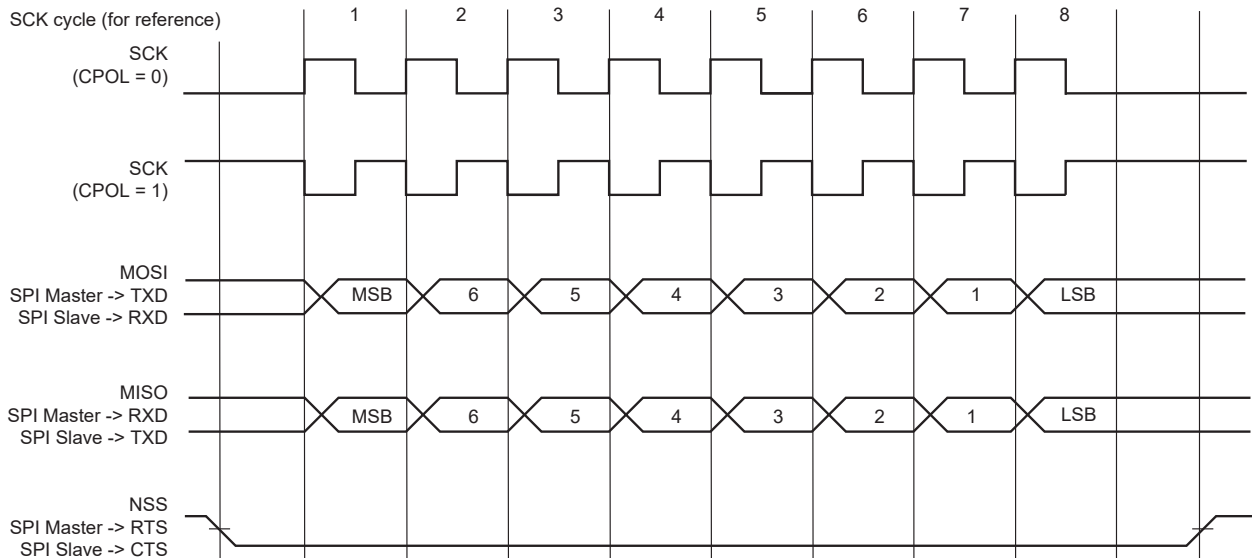 SCK cycle (for reference)
1 2 3 4 5 6 7 8
SCK
(CPOL = 0)
SCK
(CPOL = 1)
MOSI
SPI Master -> TXD
SPI Slave -> RXD
MSB 6 5 4 3 2 1 LSB
MISO
SPI Master -> RXD
SPI Slave -> TXD
MSB 6 5 4 3 2 1 LSB
NSS
SPI Master -> RTS
SPI Slave -> CTS